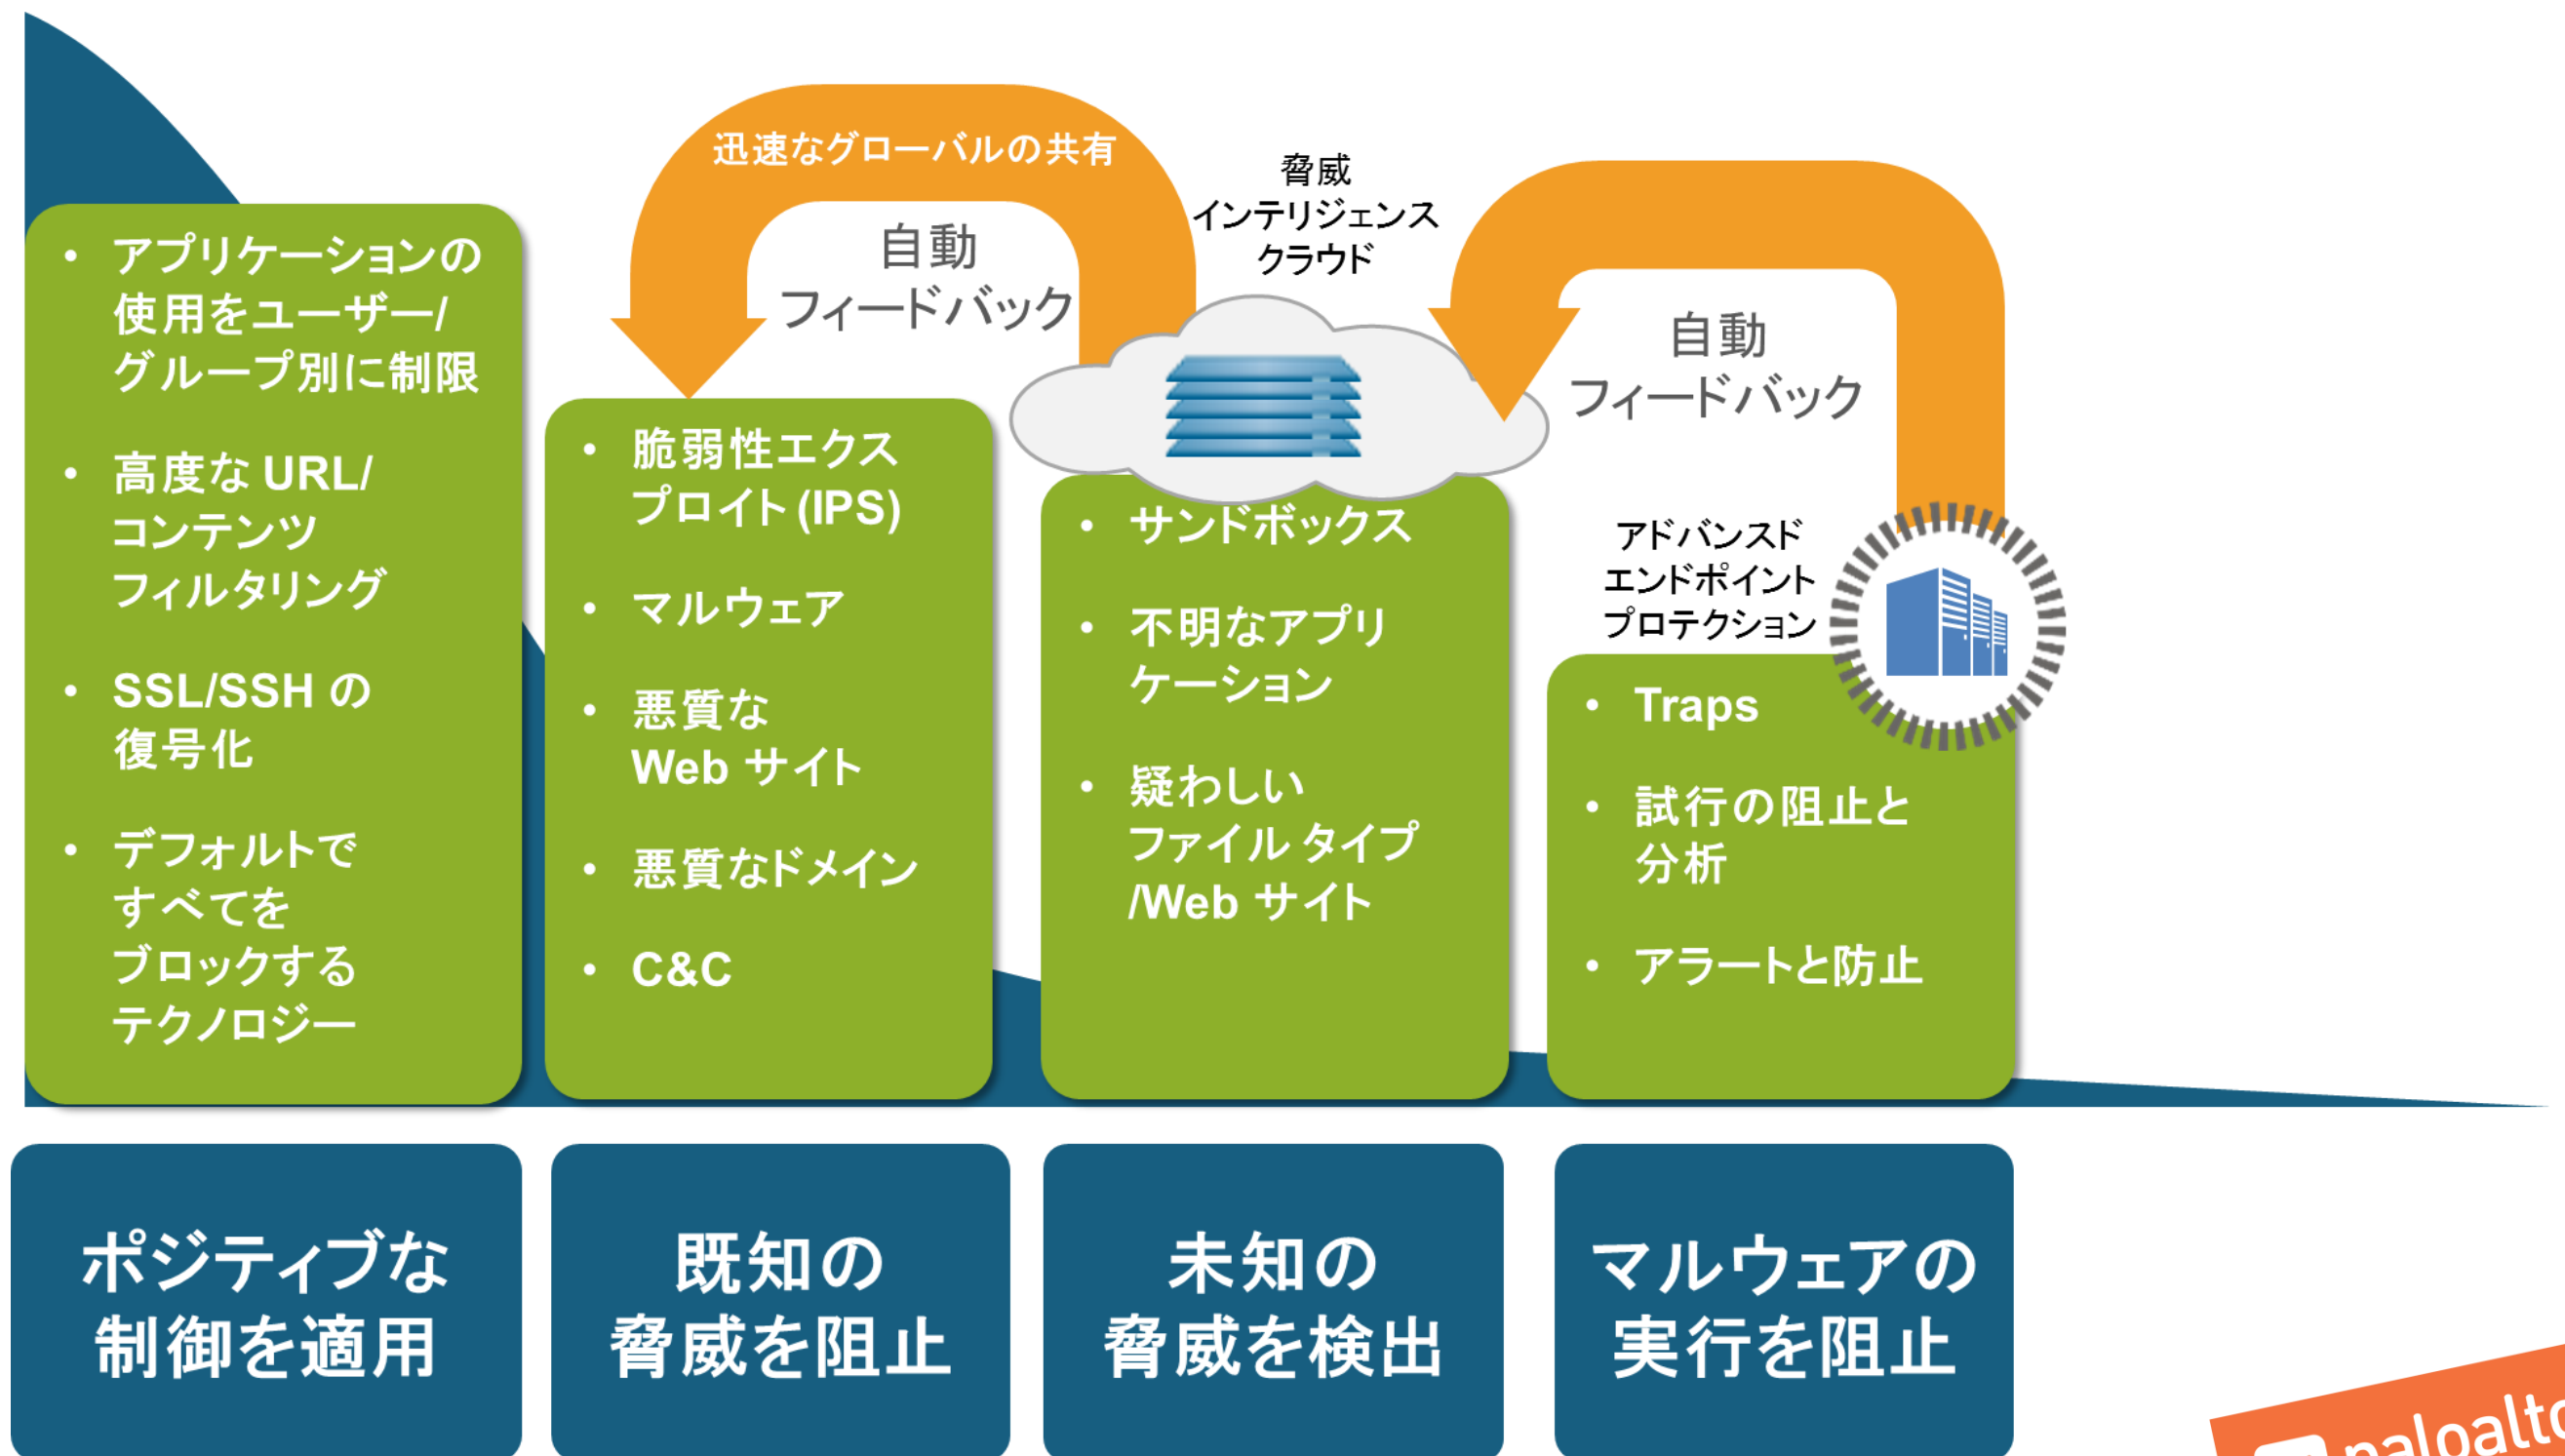 迅速なグローバルの共有
自動
フィードバック
脅威
インテリジェンス
クラウド
自動
フィードバック
アドバンスド
エンドポイント
プロテクション
• アプリケーションの
使用をユーザー/
グループ別に制限
• 高度な URL/
コンテンツ
フィルタリング
• SSL/SSH の
復号化
• デフォルトで
すべてを
ブロックする
テクノロジー
• 脆弱性エクス
プロイト (IPS)
• マルウェア
• 悪質な
Web サイト
• 悪質なドメイン
• C&C
• サンドボックス
• 不明なアプリ
ケーション
• 疑わしい
ファイル タイプ
/Web サイト
• Traps
• 試行の阻止と
分析
• アラートと防止
ポジティブな
制御を適用
既知の
脅威を阻止
未知の
脅威を検出
マルウェアの
実行を阻止
paloalto